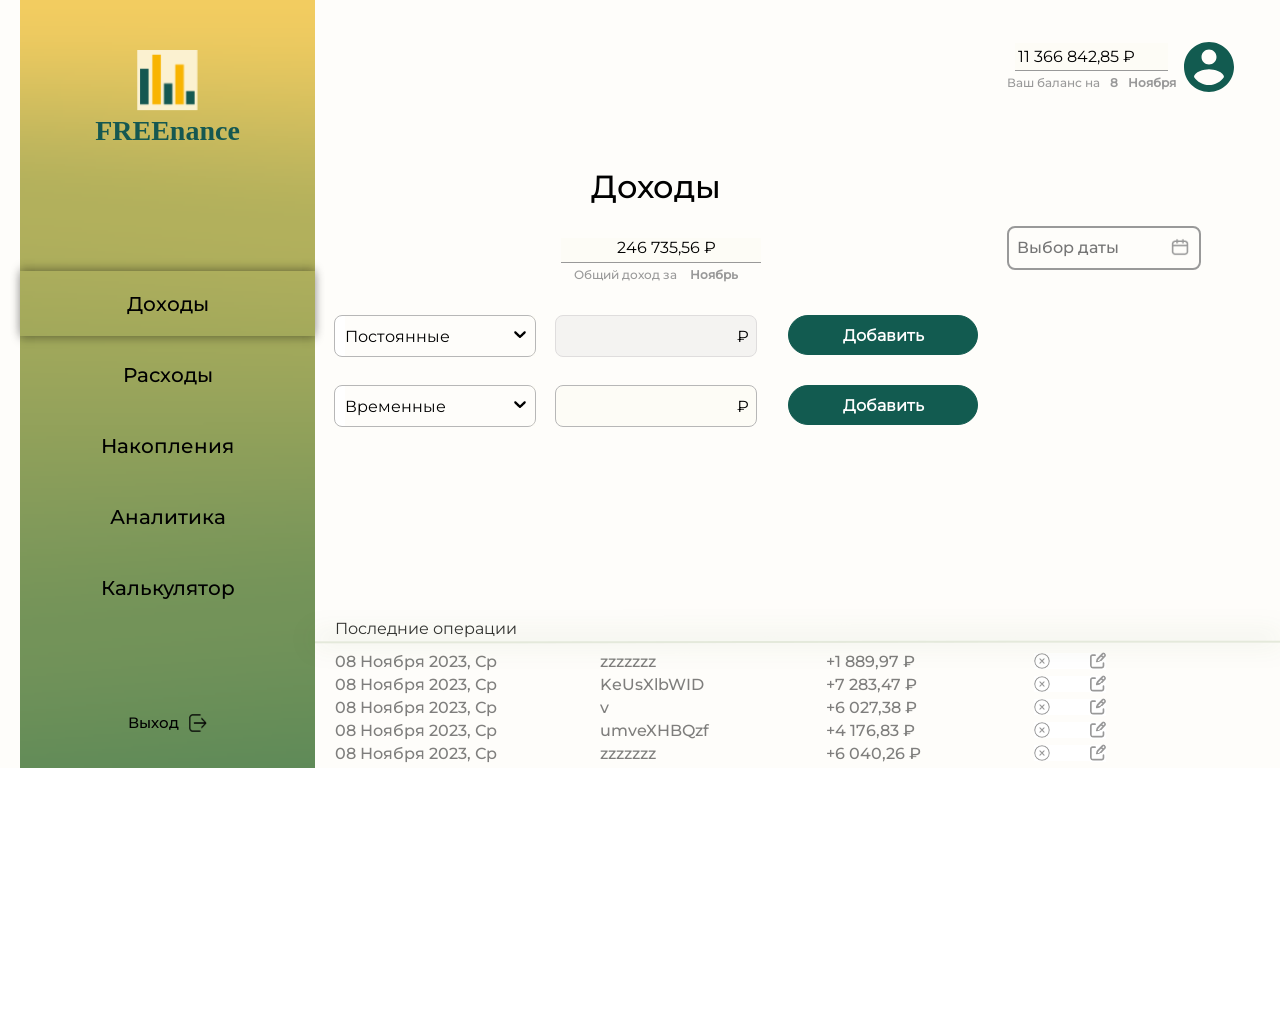 FREEnance
Доходы
Расходы
Накопления
Аналитика
Калькулятор
Выход
11 366 842,85 ₽
Ваш баланс на 8 Ноября
Доходы
246 735,56 ₽
Общий доход за Ноябрь
Выбор даты
Постоянные ₽ Добавить
Временные ₽ Добавить
Последние операции
08 Ноября 2023, Ср zzzzzzz +1 889,97 ₽
08 Ноября 2023, Ср KeUsXlbWID +7 283,47 ₽
08 Ноября 2023, Ср v +6 027,38 ₽
08 Ноября 2023, Ср umveXHBQzf +4 176,83 ₽
08 Ноября 2023, Ср zzzzzzz +6 040,26 ₽